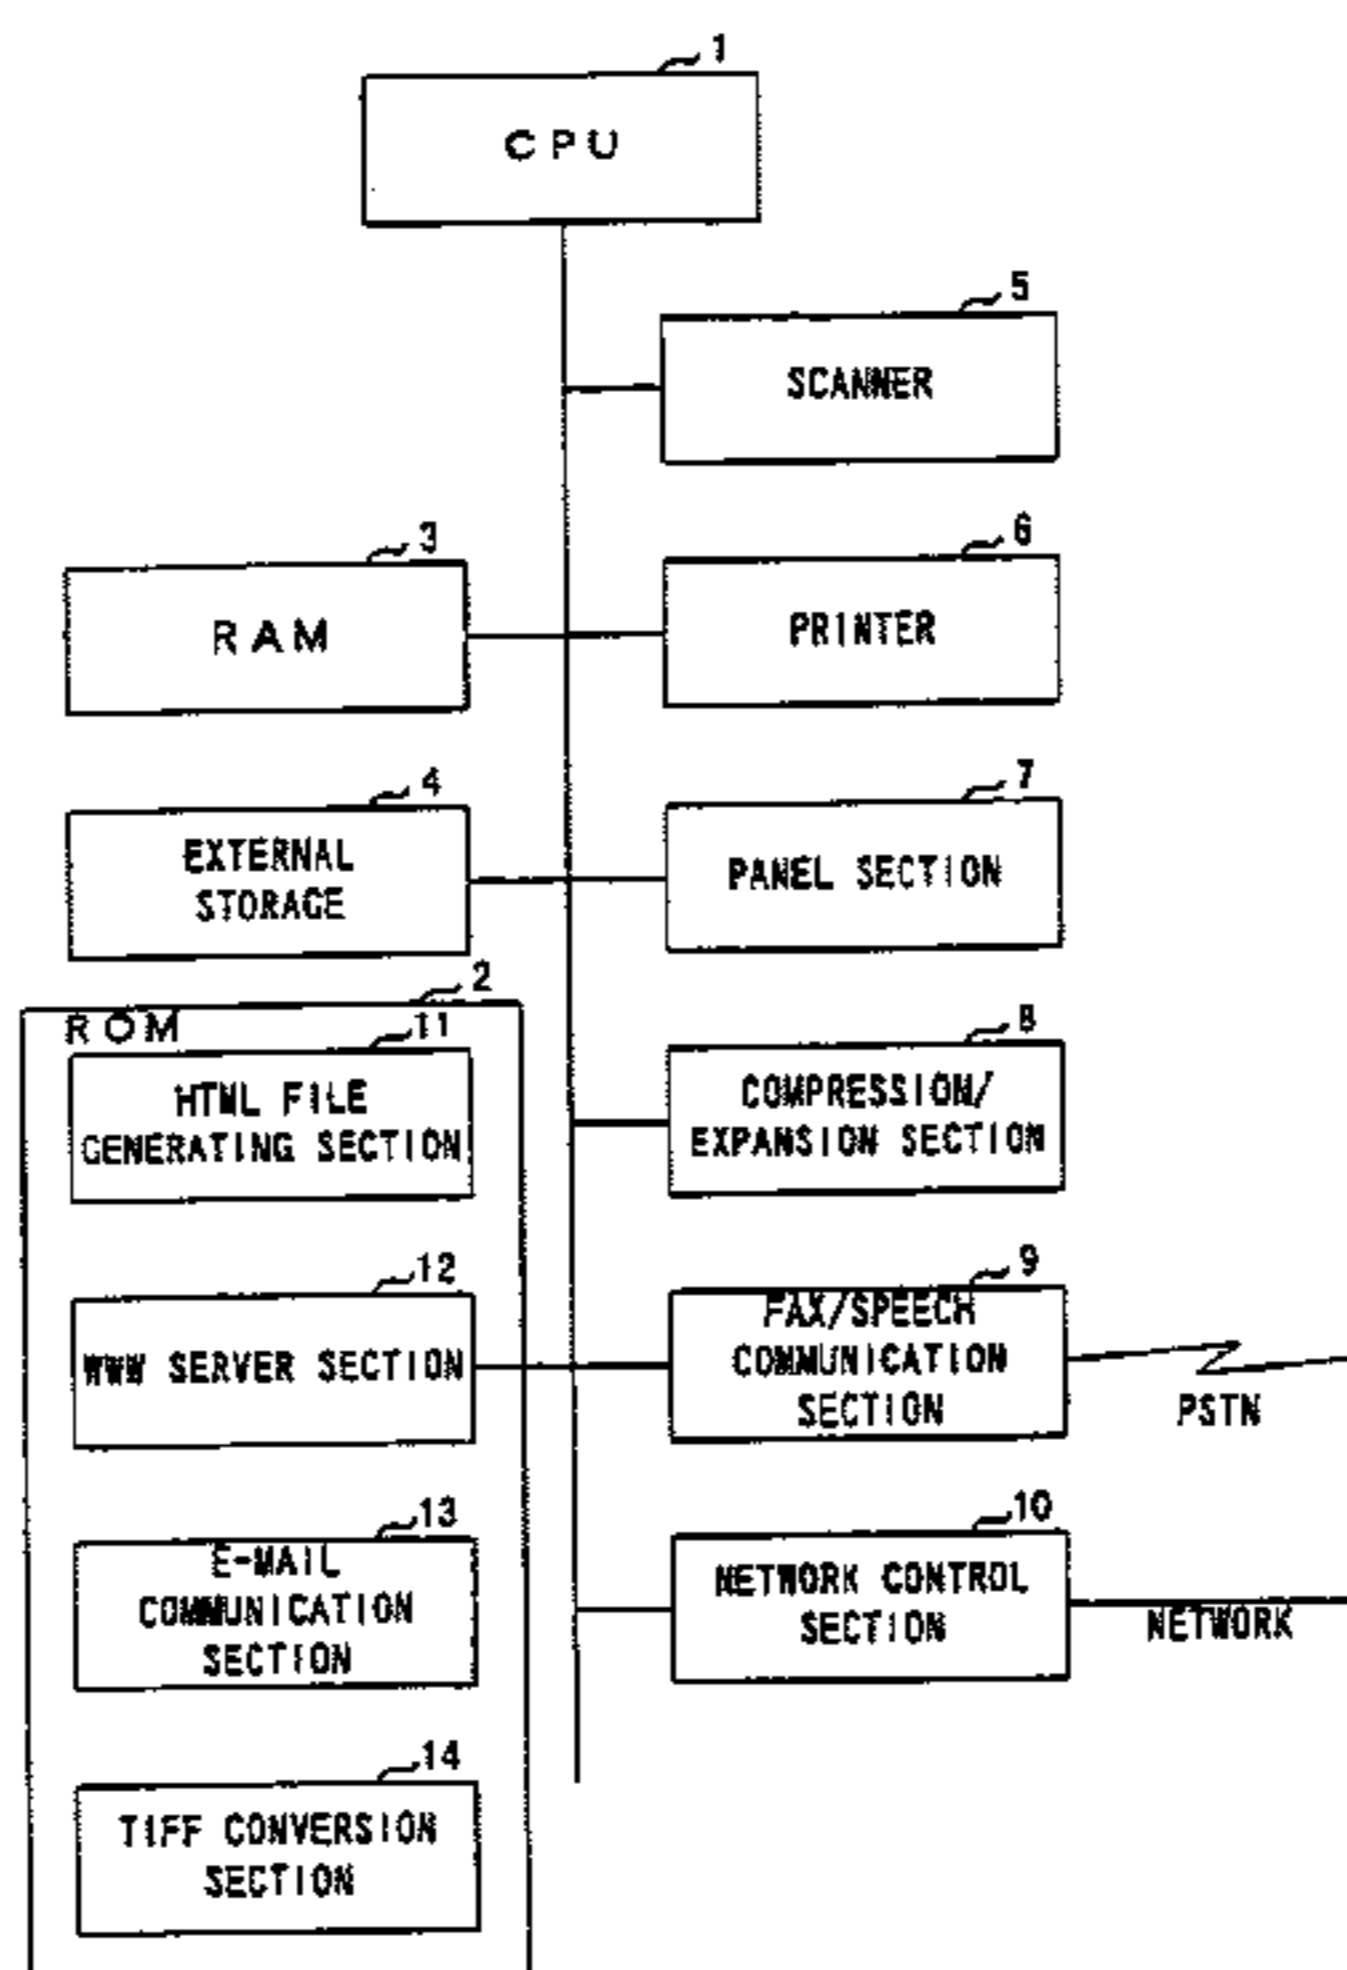 1
CPU
5
SCANNER
3
RAM
6
PRINTER
4
EXTERNAL
STORAGE
7
PANEL SECTION
2
ROM
11
HTML FILE
GENERATING SECTION
8
COMPRESSION/
EXPANSION SECTION
12
WWW SERVER SECTION
9
FAX/SPEECH
COMMUNICATION
SECTION
PSTN
13
E-MAIL
COMMUNICATION
SECTION
10
NETWORK CONTROL
SECTION
NETWORK
14
TIFF CONVERSION
SECTION